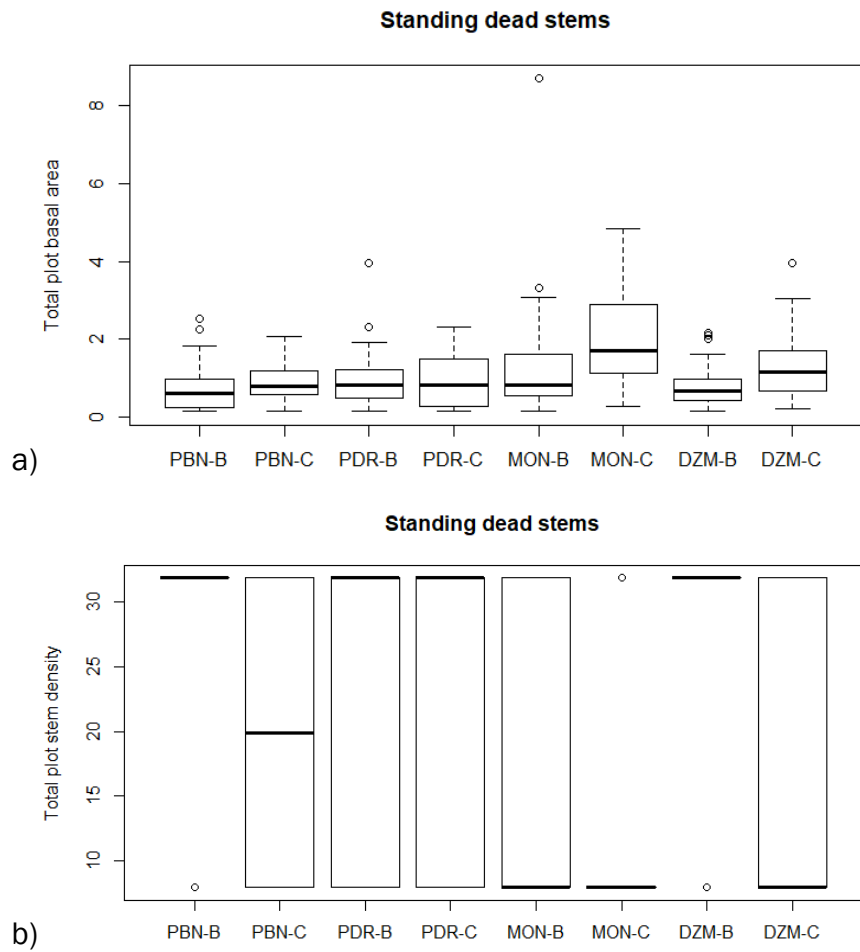 Standing dead stems
Total plot basal area
8
6
4
2
0
PBN-B PBN-C PDR-B PDR-C MON-B MON-C DZM-B DZM-C
a)
Standing dead stems
Total plot stem density
30
25
20
15
10
PBN-B PBN-C PDR-B PDR-C MON-B MON-C DZM-B DZM-C
b)